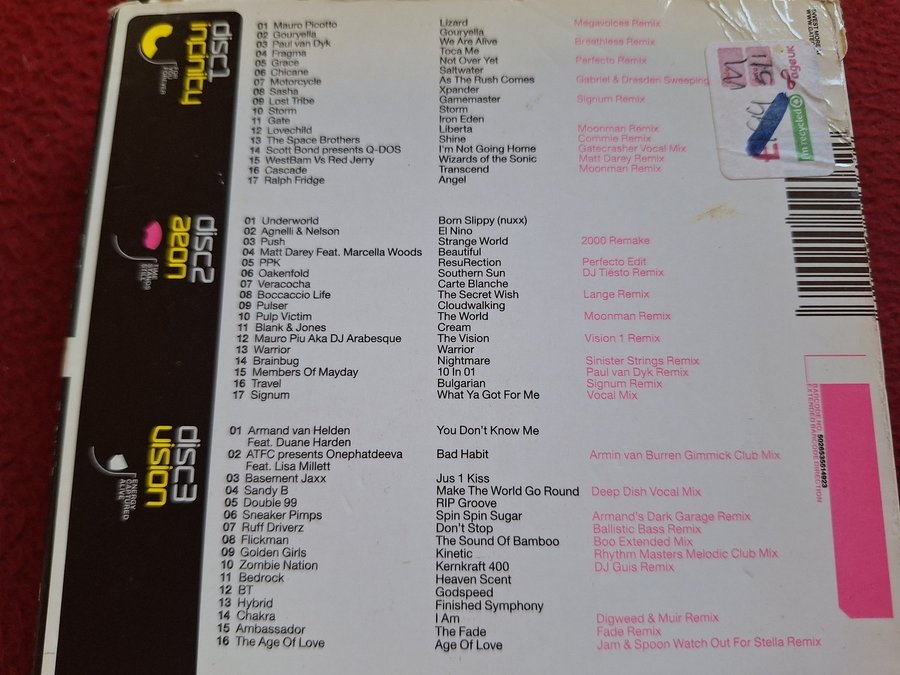 disc1
infinity
01 Mauro Picotto Lizard Megavoices Remix
02 Gouryella Gouryella
03 Paul van Dyk We Are Alive Breathless Remix
04 Fragma Toca Me
05 Grace Not Over Yet Perfecto Remix
06 Chicane Saltwater
07 Motorcycle As The Rush Comes Gabriel & Dresden Sweeping
08 Sasha Xpander
09 Lost Tribe Gamemaster Signum Remix
10 Storm Storm
11 Gate Iron Eden
12 Lovechild Liberta Moonman Remix
13 The Space Brothers Shine Commie Remix
14 Scott Bond presents Q-DOS I'm Not Going Home Gatecrasher Vocal Mix
15 WestBam Vs Red Jerry Wizards of the Sonic Matt Darey Remix
16 Cascade Transcend Moonman Remix
17 Ralph Fridge Angel
disc2
aeon
01 Underworld Born Slippy (nuxx)
02 Agnelli & Nelson El Nino
03 Push Strange World 2000 Remake
04 Matt Darey Feat. Marcella Woods Beautiful
05 PPK ResuRection Perfecto Edit
06 Oakenfold Southern Sun DJ Tiësto Remix
07 Veracocha Carte Blanche
08 Boccaccio Life The Secret Wish Lange Remix
09 Pulser Cloudwalking
10 Pulp Victim The World Moonman Remix
11 Blank & Jones Cream
12 Mauro Piu Aka DJ Arabesque The Vision Vision 1 Remix
13 Warrior Warrior
14 Brainbug Nightmare Sinister Strings Remix
15 Members Of Mayday 10 In 01 Paul van Dyk Remix
16 Travel Bulgarian Signum Remix
17 Signum What Ya Got For Me Vocal Mix
disc3
vision
ENERGY
CAPTURED
ALIVE
01 Armand van Helden You Don't Know Me
Feat. Duane Harden
02 ATFC presents Onephatdeeva Bad Habit Armin van Burren Gimmick Club Mix
Feat. Lisa Millett
03 Basement Jaxx Jus 1 Kiss
04 Sandy B Make The World Go Round Deep Dish Vocal Mix
05 Double 99 RIP Groove
06 Sneaker Pimps Spin Spin Sugar Armand's Dark Garage Remix
07 Ruff Driverz Don't Stop Ballistic Bass Remix
08 Flickman The Sound Of Bamboo Boo Extended Mix
09 Golden Girls Kinetic Rhythm Masters Melodic Club Mix
10 Zombie Nation Kernkraft 400 DJ Guis Remix
11 Bedrock Heaven Scent
12 BT Godspeed
13 Hybrid Finished Symphony
14 Chakra I Am Digweed & Muir Remix
15 Ambassador The Fade Fade Remix
16 The Age Of Love Age Of Love Jam & Spoon Watch Out For Stella Remix
ageUK
I'm recycled
BARCODE NO: 5026535514923
EXTENDED BARCODE DIRECTION